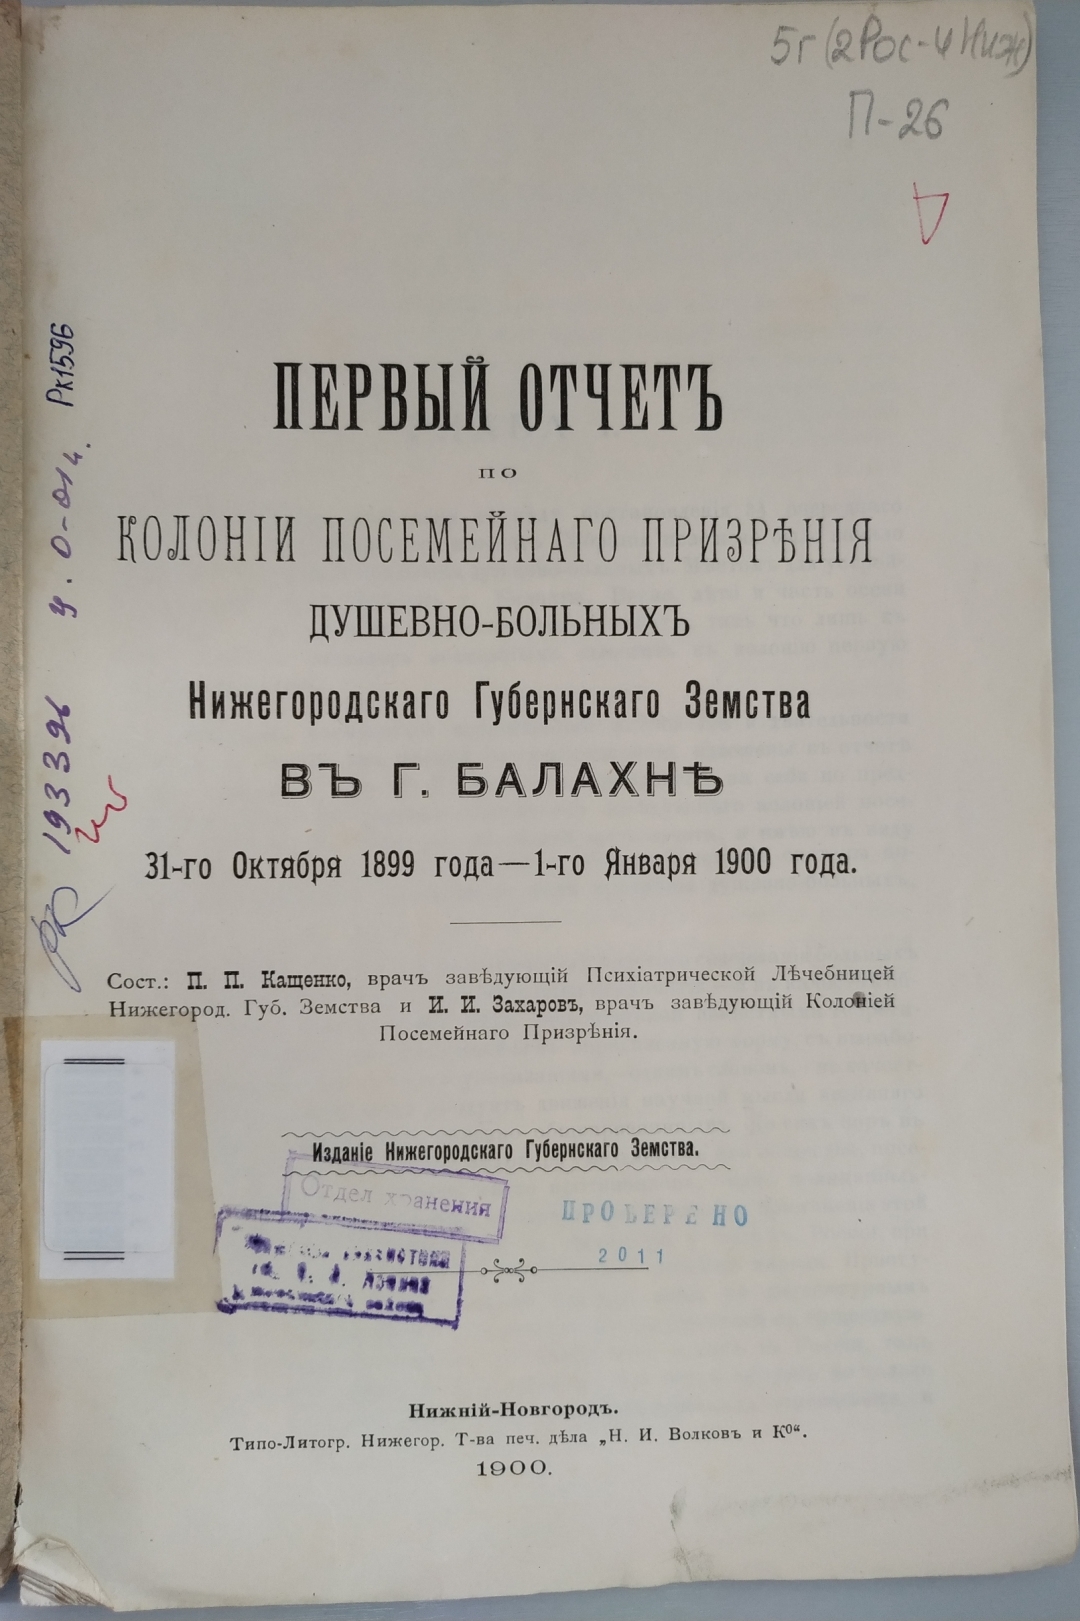 5г(2Рос-4Ниж)
П-26
Рк1596
193396
ПЕРВЫЙ ОТЧЕТЪ
ПО
КОЛОНІИ ПОСЕМЕЙНАГО ПРИЗРѢНІЯ
ДУШЕВНО-БОЛЬНЫХЪ
Нижегородскаго Губернскаго Земства
ВЪ Г. БАЛАХНѢ
31-го Октября 1899 года—1-го Января 1900 года.
Сост.: П. П. Кащенко, врачъ завѣдующій Психіатрической Лѣчебницей
Нижегород. Губ. Земства и И. И. Захаровъ, врачъ завѣдующій Колоніей
Посемейнаго Призрѣнія.
Изданіе Нижегородскаго Губернскаго Земства.
Отдел хранения
ПРОВЕРЕНО
2011
Нижній-Новгородъ.
Типо-Литогр. Нижегор. Т-ва печ. дѣла „Н. И. Волковъ и Кº“.
1900.